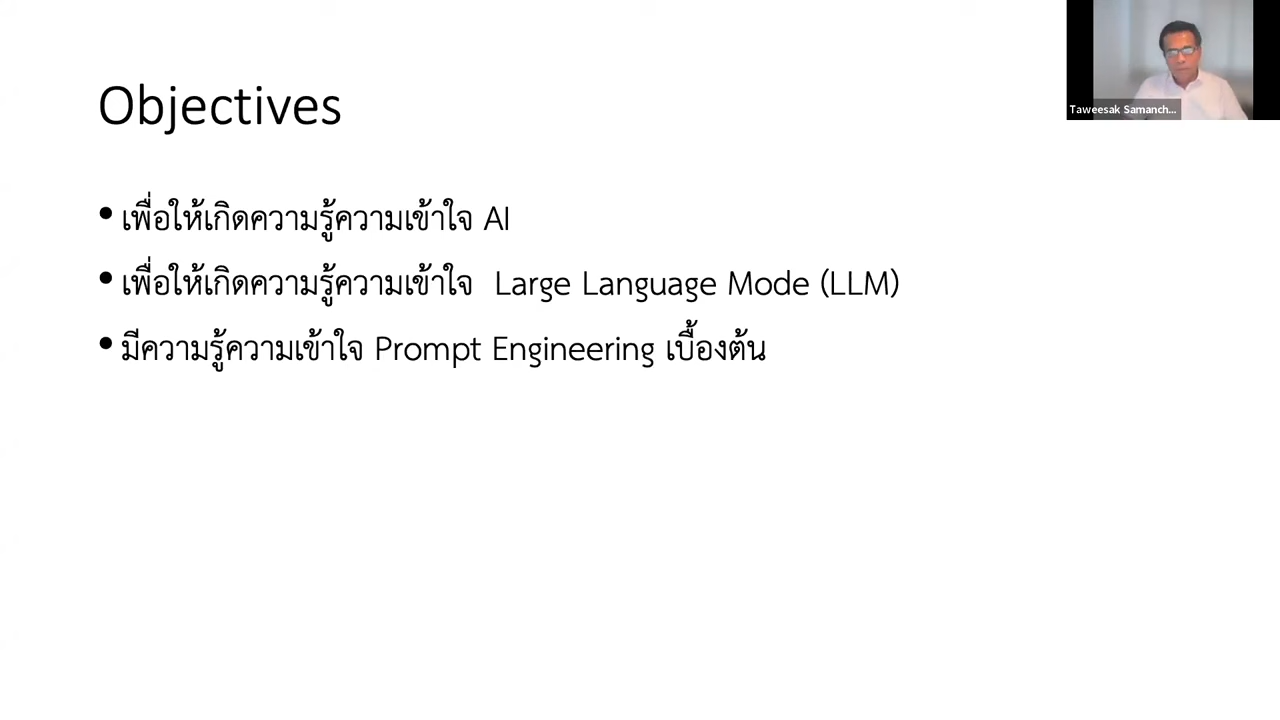 Objectives
• เพื่อให้เกิดความรู้ความเข้าใจ AI
• เพื่อให้เกิดความรู้ความเข้าใจ Large Language Mode (LLM)
• มีความรู้ความเข้าใจ Prompt Engineering เบื้องต้น
Taweesak Samanch...